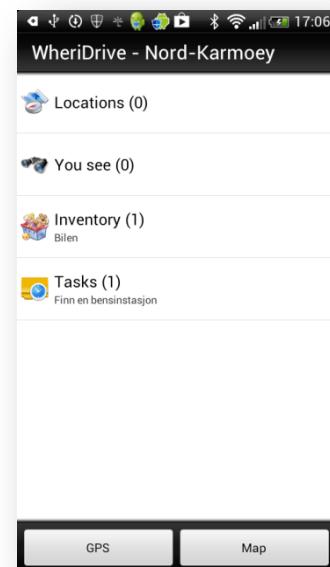 17:06
WheriDrive - Nord-Karmoey
Locations (0)
You see (0)
Inventory (1)
Bilen
Tasks (1)
Finn en bensinstasjon
GPS
Map